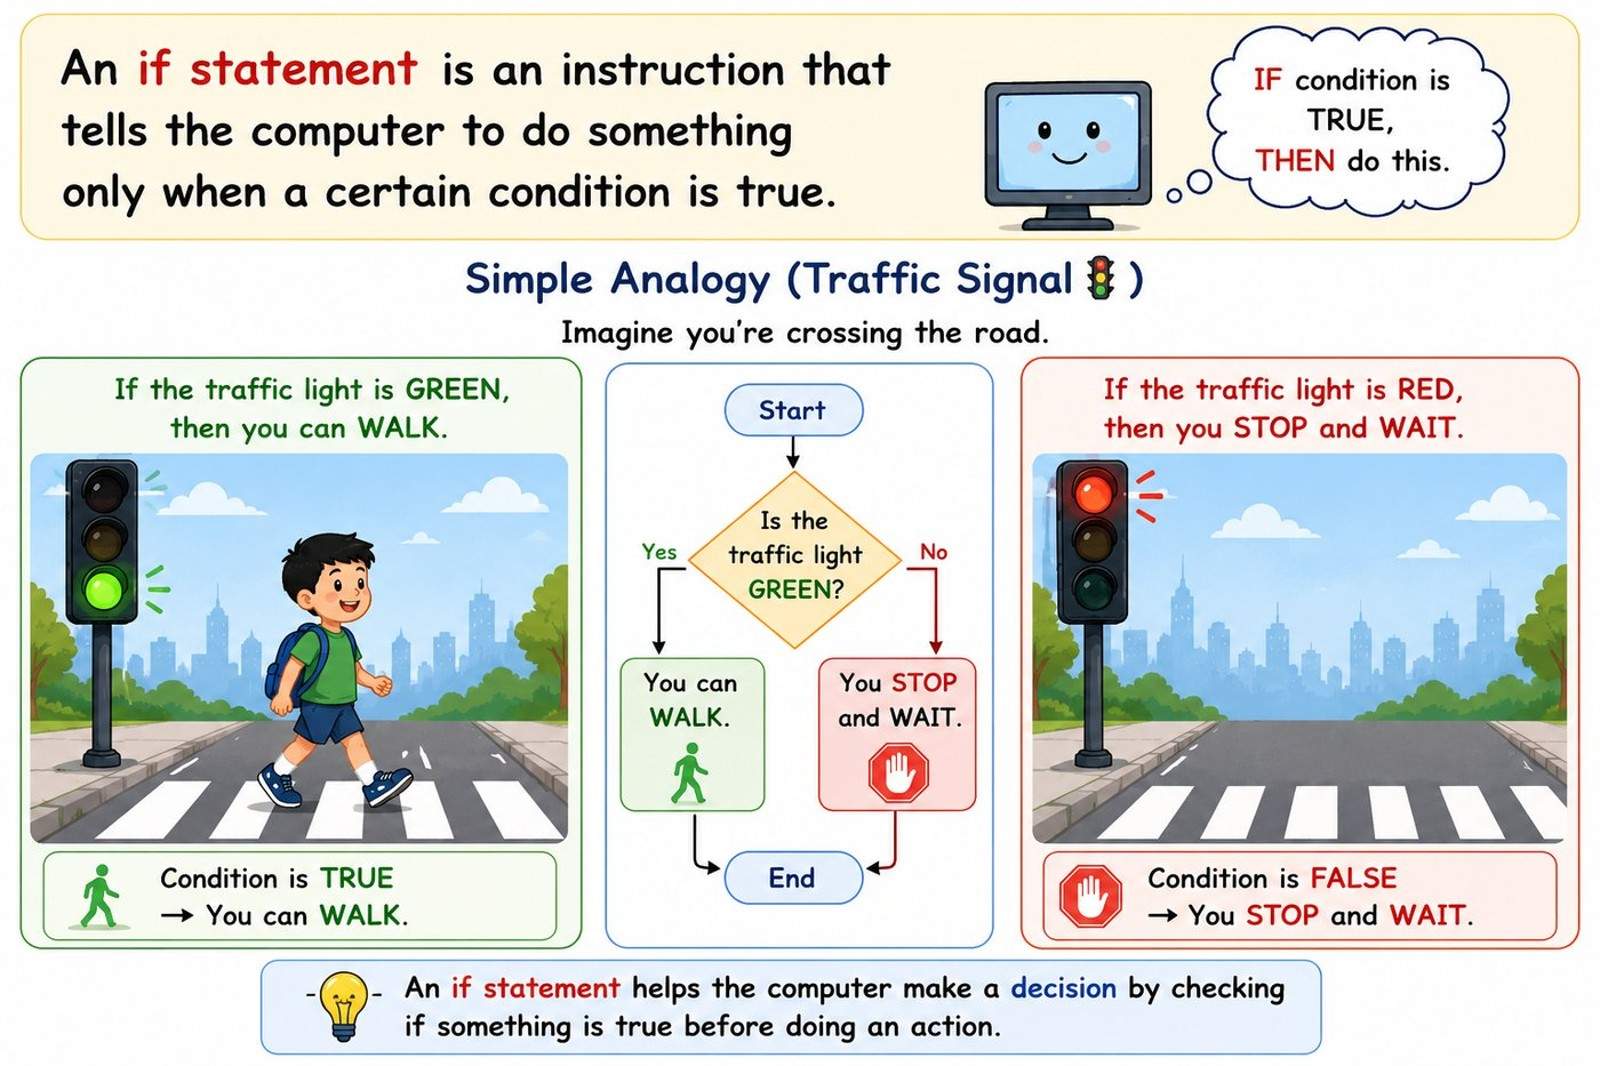 An if statement is an instruction that
tells the computer to do something
only when a certain condition is true.
IF condition is
TRUE,
THEN do this.
Simple Analogy (Traffic Signal 🚦)
Imagine you're crossing the road.
If the traffic light is GREEN,
then you can WALK.
Condition is TRUE
→ You can WALK.
Start
Is the
traffic light
GREEN?
Yes
No
You can
WALK.
You STOP
and WAIT.
End
If the traffic light is RED,
then you STOP and WAIT.
Condition is FALSE
→ You STOP and WAIT.
An if statement helps the computer make a decision by checking
if something is true before doing an action.